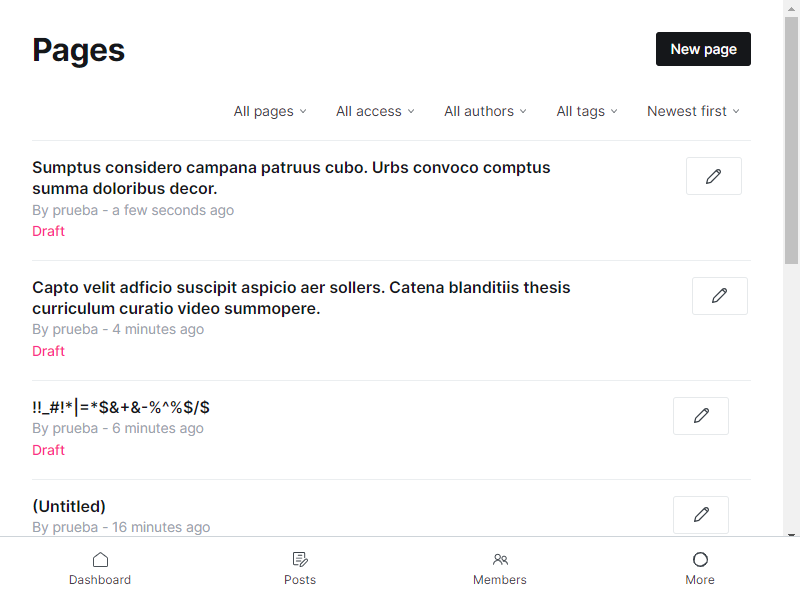 Pages
New page
All pages
All access
All authors
All tags
Newest first
Sumptus considero campana patruus cubo. Urbs convoco comptus
summa doloribus decor.
By prueba - a few seconds ago
Draft
Capto velit adficio suscipit aspicio aer sollers. Catena blanditiis thesis
curriculum curatio video summopere.
By prueba - 4 minutes ago
Draft
!!_#!*|=*$&+&-%^%$/$
By prueba - 6 minutes ago
Draft
(Untitled)
By prueba - 16 minutes ago
Dashboard
Posts
Members
More